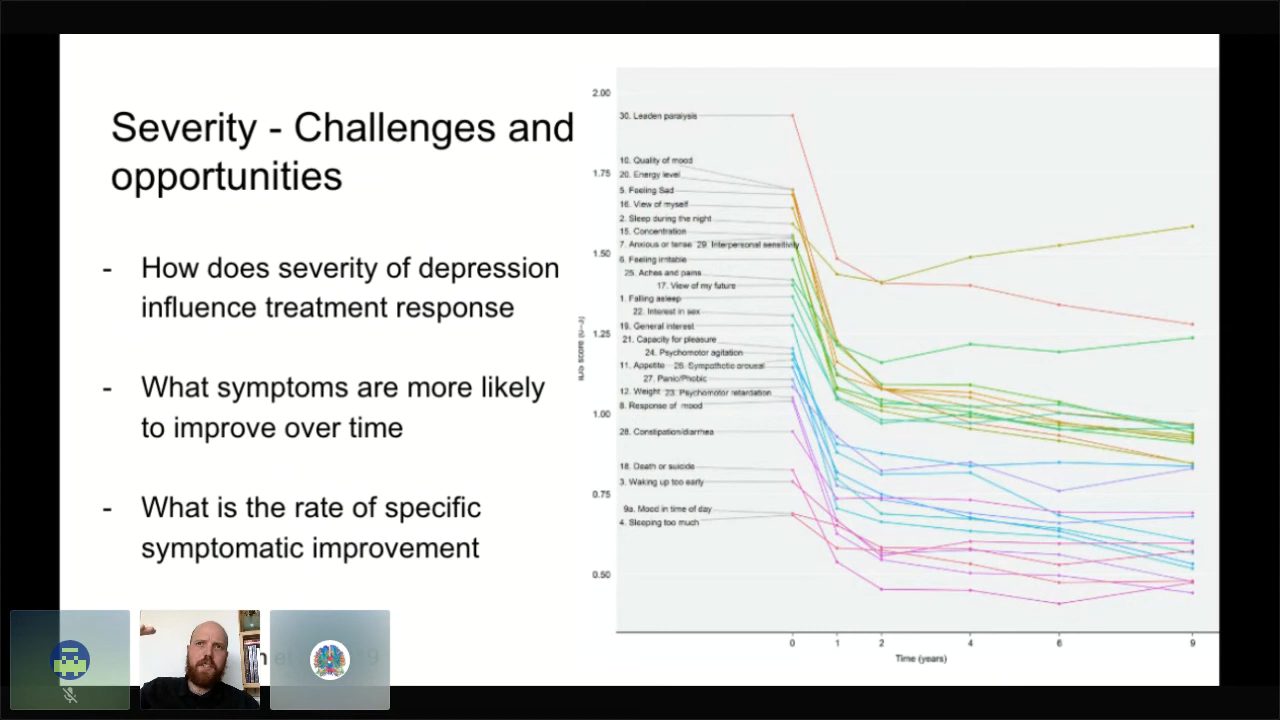 Severity - Challenges and
opportunities
- How does severity of depression
influence treatment response
- What symptoms are more likely
to improve over time
- What is the rate of specific
symptomatic improvement
2.00
1.75
1.50
1.25
1.00
0.75
0.50
30. Leaden paralysis
10. Quality of mood
20. Energy level
5. Feeling Sad
16. View of myself
2. Sleep during the night
15. Concentration
7. Anxious or tense 29. Interpersonal sensitivity
6. Feeling irritable
25. Aches and pains
17. View of my future
1. Falling asleep
22. Interest in sex
19. General interest
21. Capacity for pleasure
24. Psychomotor agitation
11. Appetite 26. Sympathetic arousal
27. Panic/Phobic
12. Weight 23. Psychomotor retardation
8. Response of mood
28. Constipation/diarrhea
18. Death or suicide
3. Waking up too early
9a. Mood in time of day
4. Sleeping too much
0 1 2 4 6 9
Time (years)